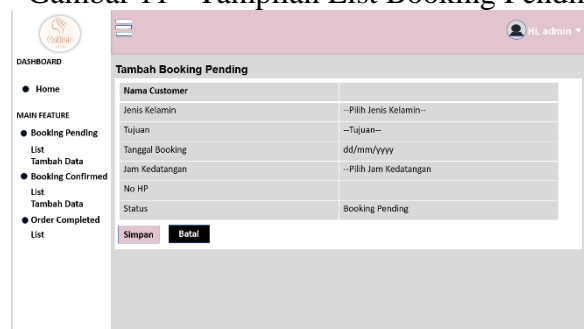 Gambar 11 Tampilan List Booking Pending
Callista
Hi, admin
DASHBOARD
Home
MAIN FEATURE
Booking Pending
List
Tambah Data
Booking Confirmed
List
Tambah Data
Order Completed
List
Tambah Booking Pending
Nama Customer
Jenis Kelamin --Pilih Jenis Kelamin--
Tujuan --Tujuan--
Tanggal Booking dd/mm/yyyy
Jam Kedatangan --Pilih Jam Kedatangan
No HP
Status Booking Pending
Simpan Batal